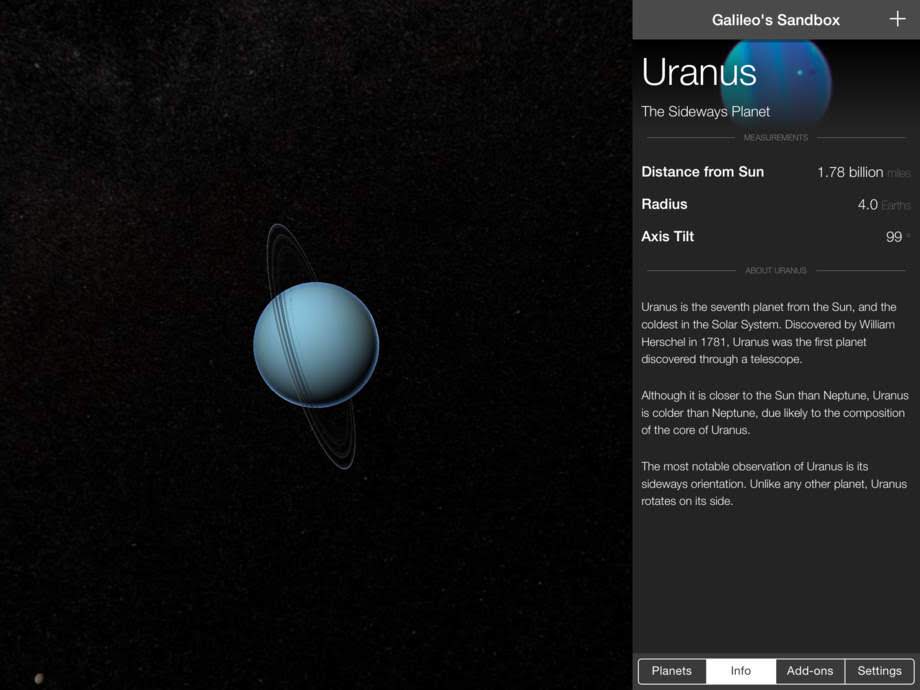 Galileo's Sandbox +
Uranus
The Sideways Planet
MEASUREMENTS
Distance from Sun 1.78 billion miles
Radius 4.0 Earths
Axis Tilt 99 °
ABOUT URANUS
Uranus is the seventh planet from the Sun, and the
coldest in the Solar System. Discovered by William
Herschel in 1781, Uranus was the first planet
discovered through a telescope.
Although it is closer to the Sun than Neptune, Uranus
is colder than Neptune, due likely to the composition
of the core of Uranus.
The most notable observation of Uranus is its
sideways orientation. Unlike any other planet, Uranus
rotates on its side.
Planets Info Add-ons Settings